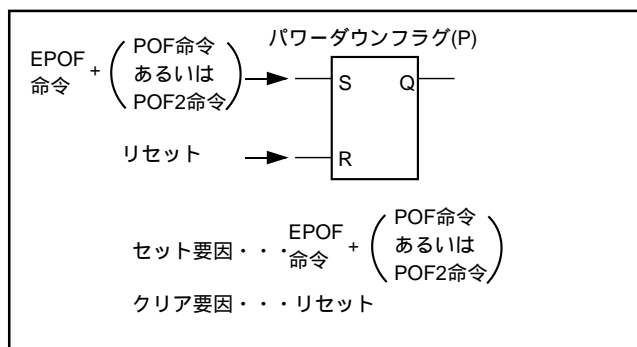 パワーダウンフラグ(P)
EPOF
命令
+
POF命令
あるいは
POF2命令
S Q
リセット
R
セット要因・・・
EPOF
命令
+
POF命令
あるいは
POF2命令
クリア要因・・・リセット